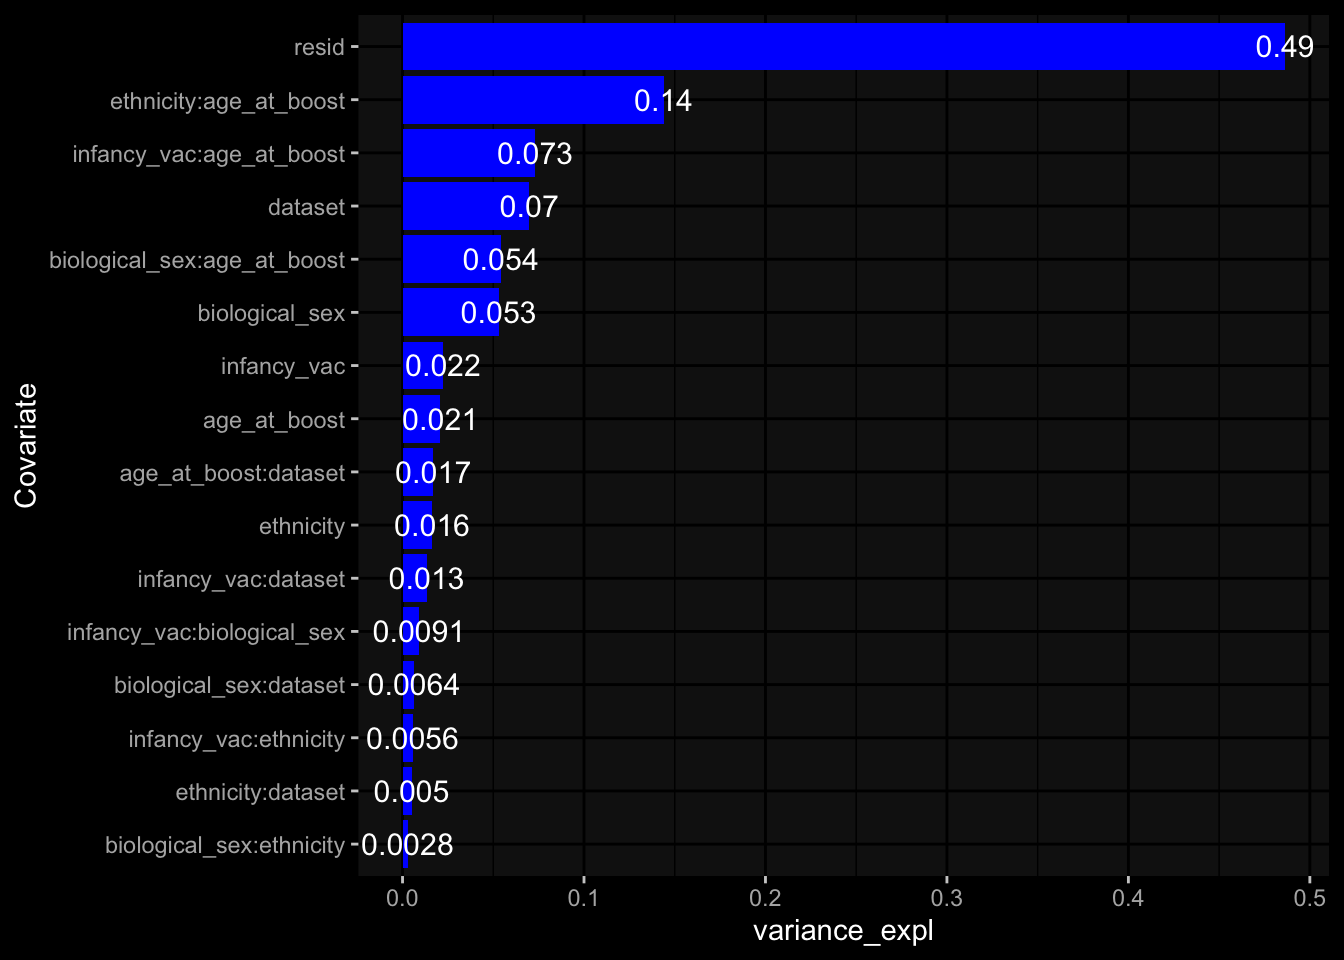 resid 0.49
ethnicity:age_at_boost 0.14
infancy_vac:age_at_boost 0.073
dataset 0.07
biological_sex:age_at_boost 0.054
biological_sex 0.053
infancy_vac 0.022
age_at_boost 0.021
age_at_boost:dataset 0.017
ethnicity 0.016
infancy_vac:dataset 0.013
infancy_vac:biological_sex 0.0091
biological_sex:dataset 0.0064
infancy_vac:ethnicity 0.0056
ethnicity:dataset 0.005
biological_sex:ethnicity 0.0028
Covariate
0.0 0.1 0.2 0.3 0.4 0.5
variance_expl